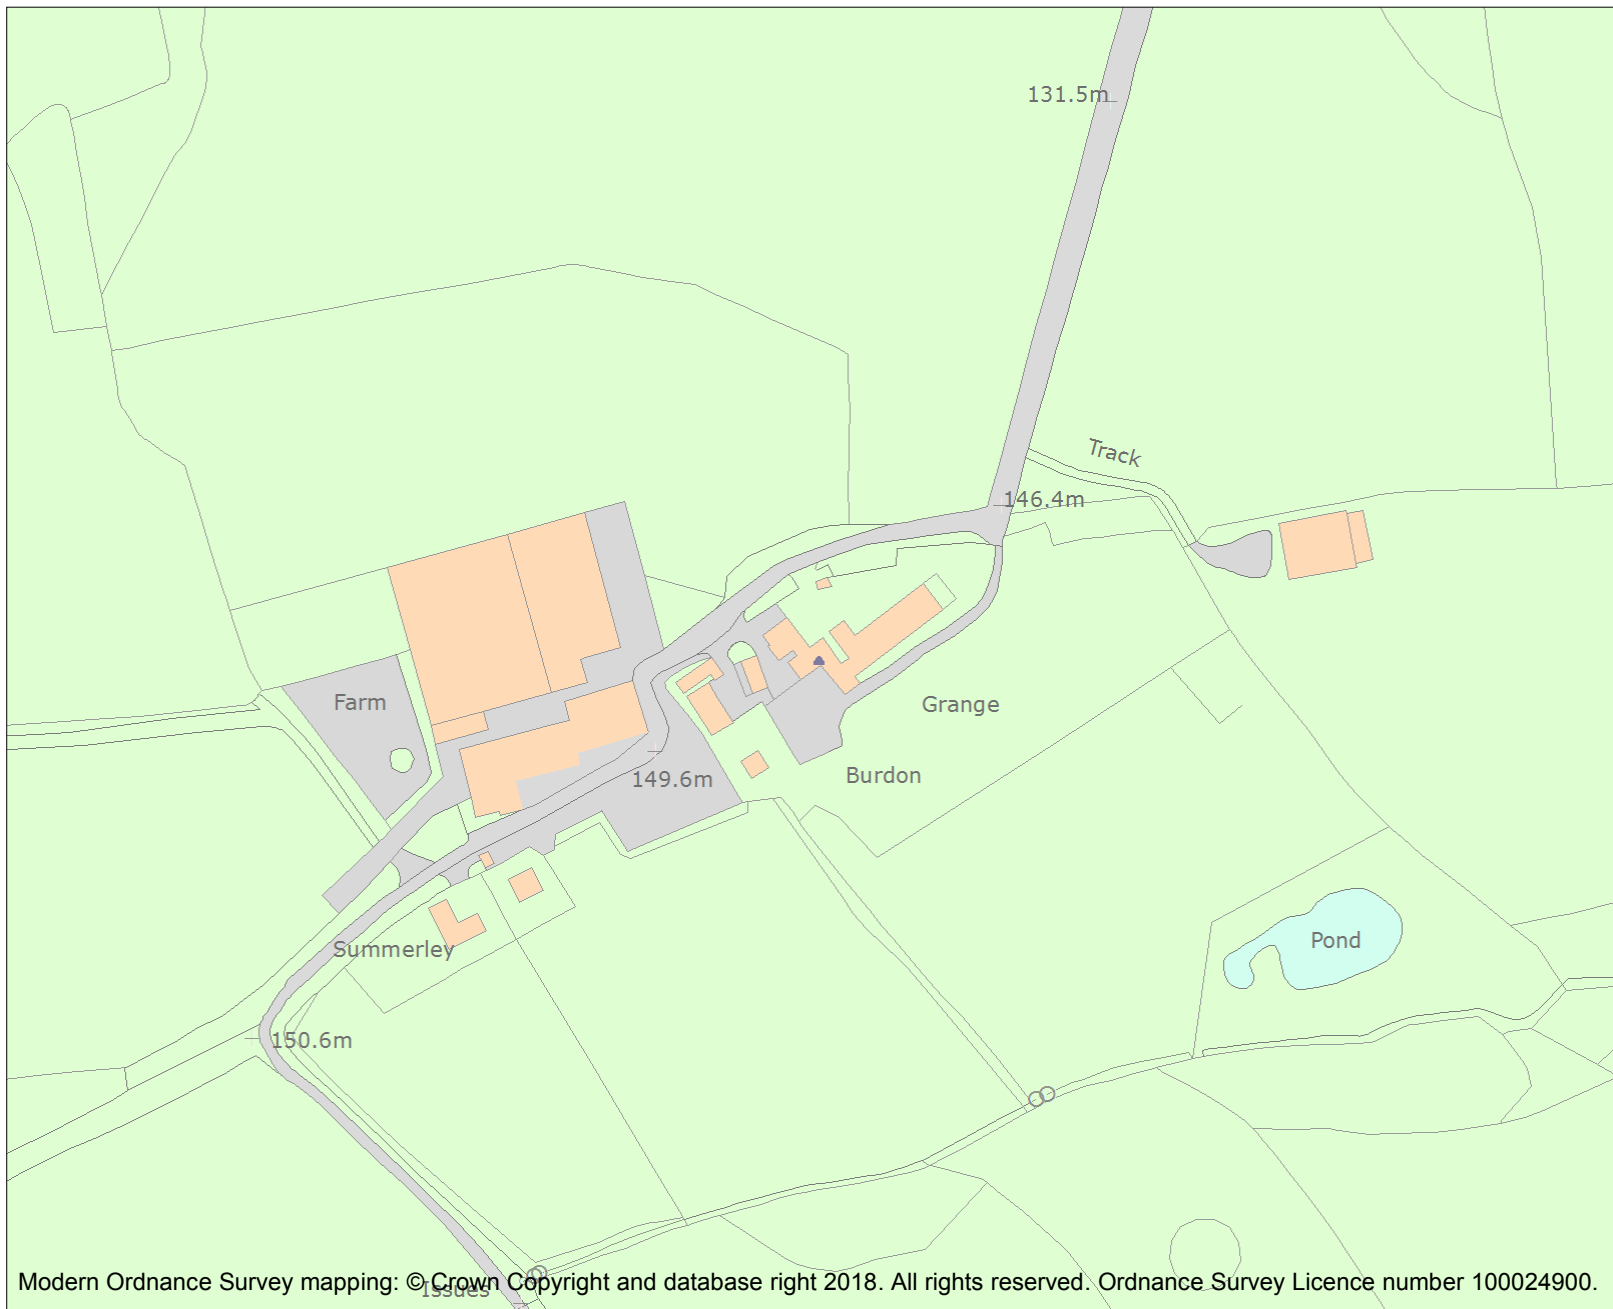 131.5m
Track
146.4m
Farm
Grange
149.6m
Burdon
Pond
Summerley
150.6m
Issues
Modern Ordnance Survey mapping: © Crown Copyright and database right 2018. All rights reserved. Ordnance Survey Licence number 100024900.